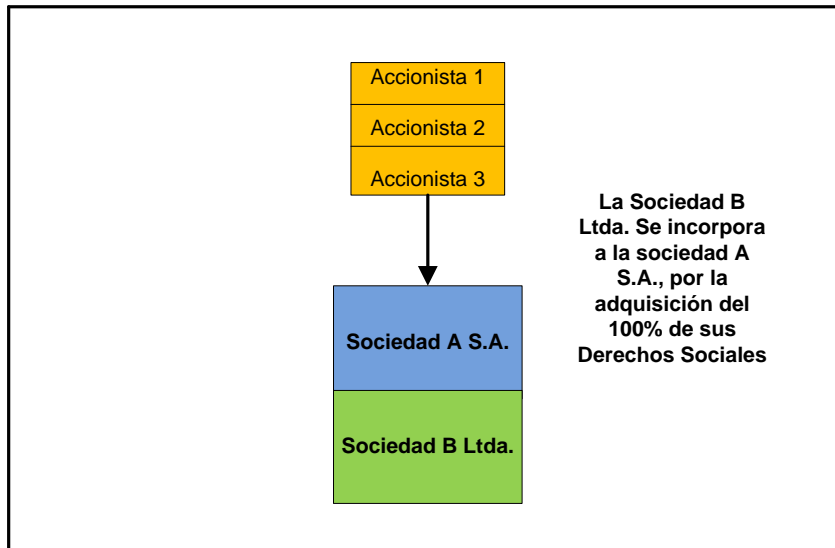 Accionista 1
Accionista 2
Accionista 3
La Sociedad B
Ltda. Se incorpora
a la sociedad A
S.A., por la
adquisición del
100% de sus
Derechos Sociales
Sociedad A S.A.
Sociedad B Ltda.